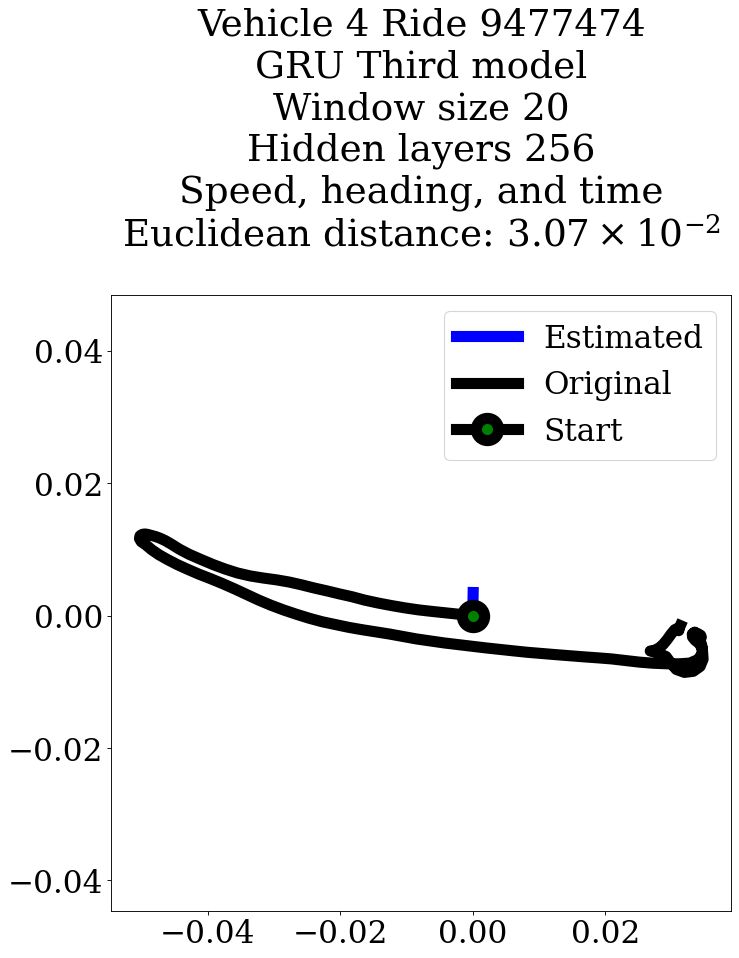 Vehicle 4 Ride 9477474
GRU Third model
Window size 20
Hidden layers 256
Speed, heading, and time
Euclidean distance: 3.07 × 10⁻²
Estimated
Original
Start
0.04
0.02
0.00
−0.02
−0.04
−0.04 −0.02 0.00 0.02